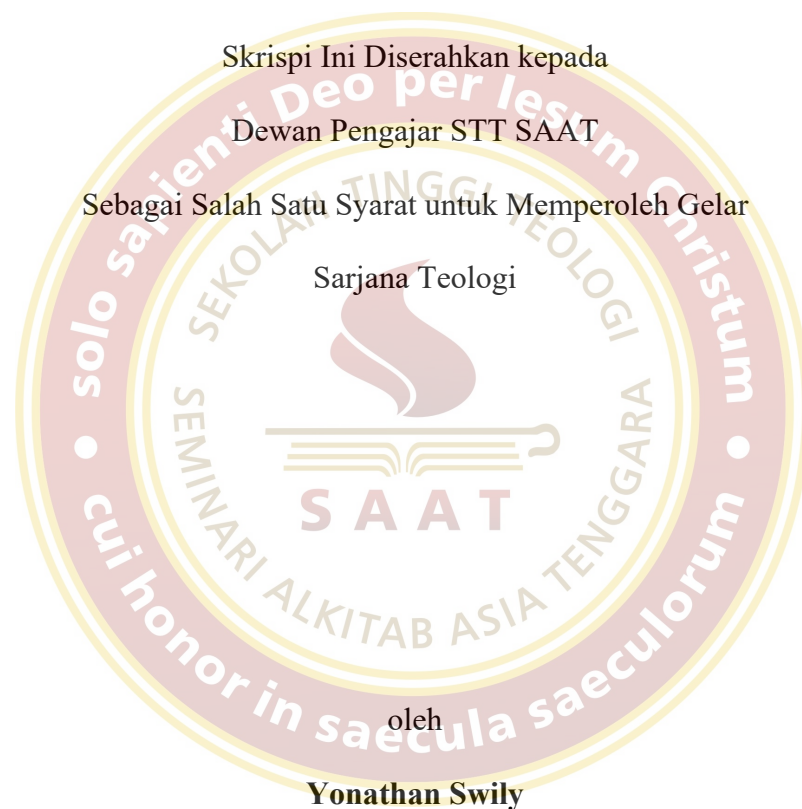 Skripsi Ini Diserahkan kepada
Dewan Pengajar STT SAAT
Sebagai Salah Satu Syarat untuk Memperoleh Gelar
Sarjana Teologi
solo sapienti Deo per Iesum Christum
SEKOLAH TINGGI TEOLOGI
SAAT
SEMINARI ALKITAB ASIA TENGGARA
cui honor in saecula saeculorum
oleh
Yonathan Swily